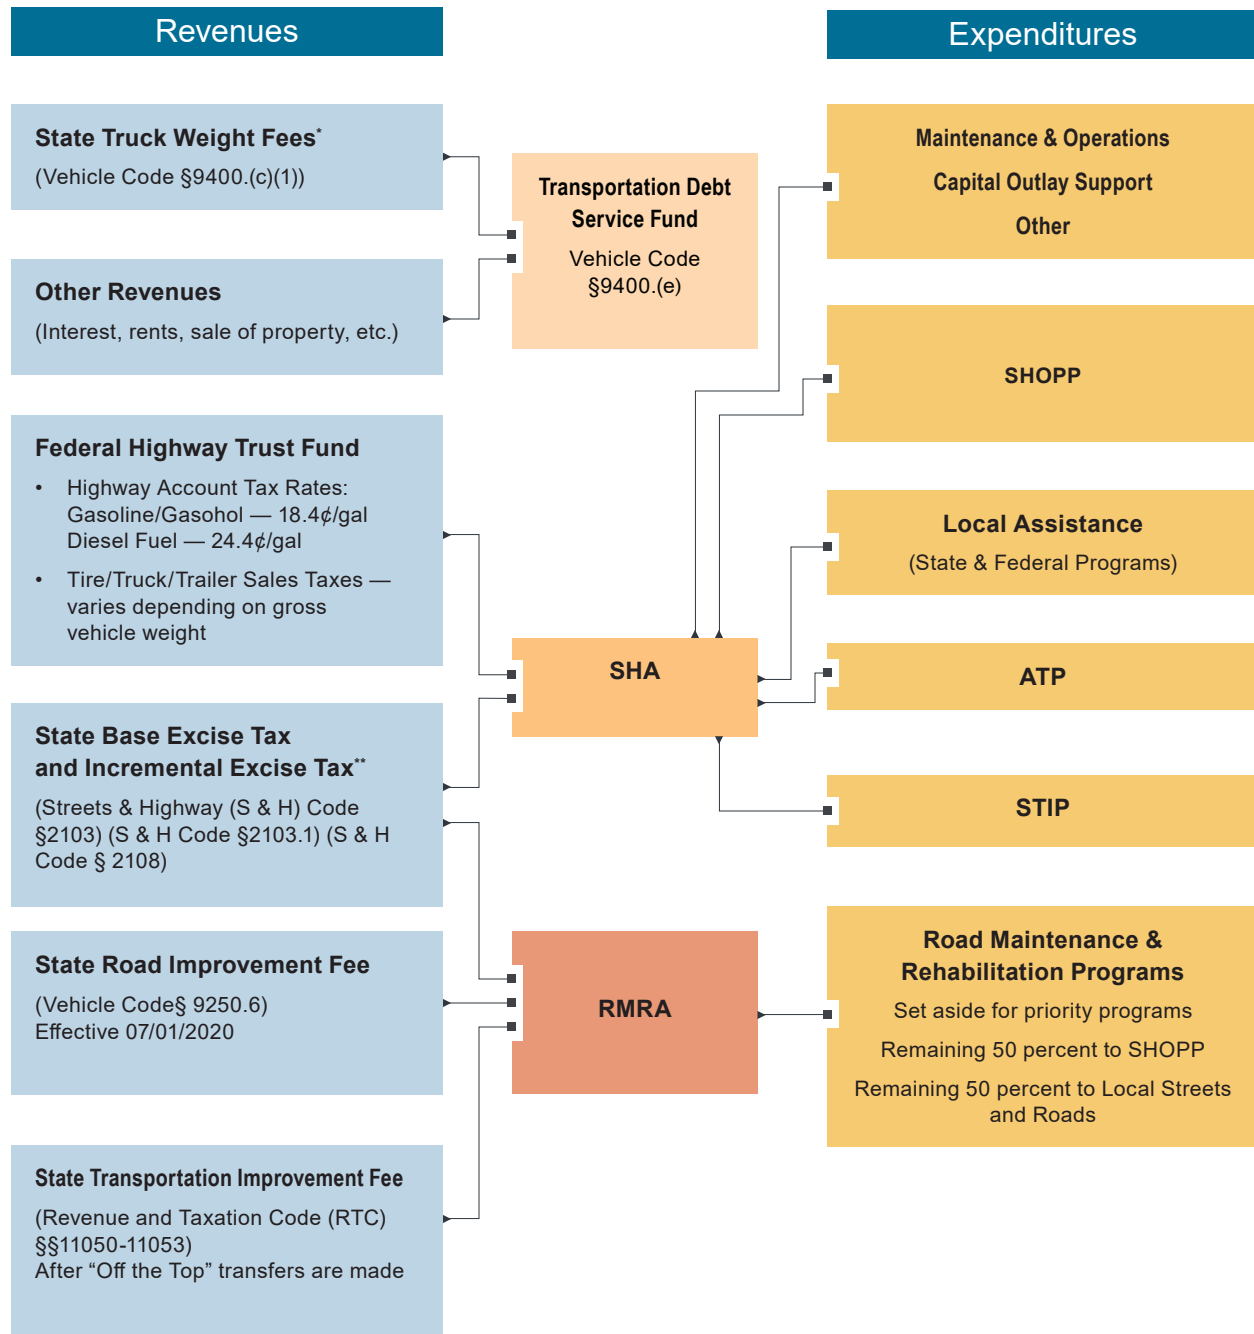 Revenues
State Truck Weight Fees*
(Vehicle Code §9400.(c)(1))
Other Revenues
(Interest, rents, sale of property, etc.)
Federal Highway Trust Fund
• Highway Account Tax Rates:
Gasoline/Gasohol — 18.4¢/gal
Diesel Fuel — 24.4¢/gal
• Tire/Truck/Trailer Sales Taxes —
varies depending on gross
vehicle weight
State Base Excise Tax
and Incremental Excise Tax**
(Streets & Highway (S & H) Code
§2103) (S & H Code §2103.1) (S & H
Code § 2108)
State Road Improvement Fee
(Vehicle Code§ 9250.6)
Effective 07/01/2020
State Transportation Improvement Fee
(Revenue and Taxation Code (RTC)
§§11050-11053)
After “Off the Top” transfers are made
Transportation Debt
Service Fund
Vehicle Code
§9400.(e)
SHA
RMRA
Expenditures
Maintenance & Operations
Capital Outlay Support
Other
SHOPP
Local Assistance
(State & Federal Programs)
ATP
STIP
Road Maintenance &
Rehabilitation Programs
Set aside for priority programs
Remaining 50 percent to SHOPP
Remaining 50 percent to Local Streets
and Roads